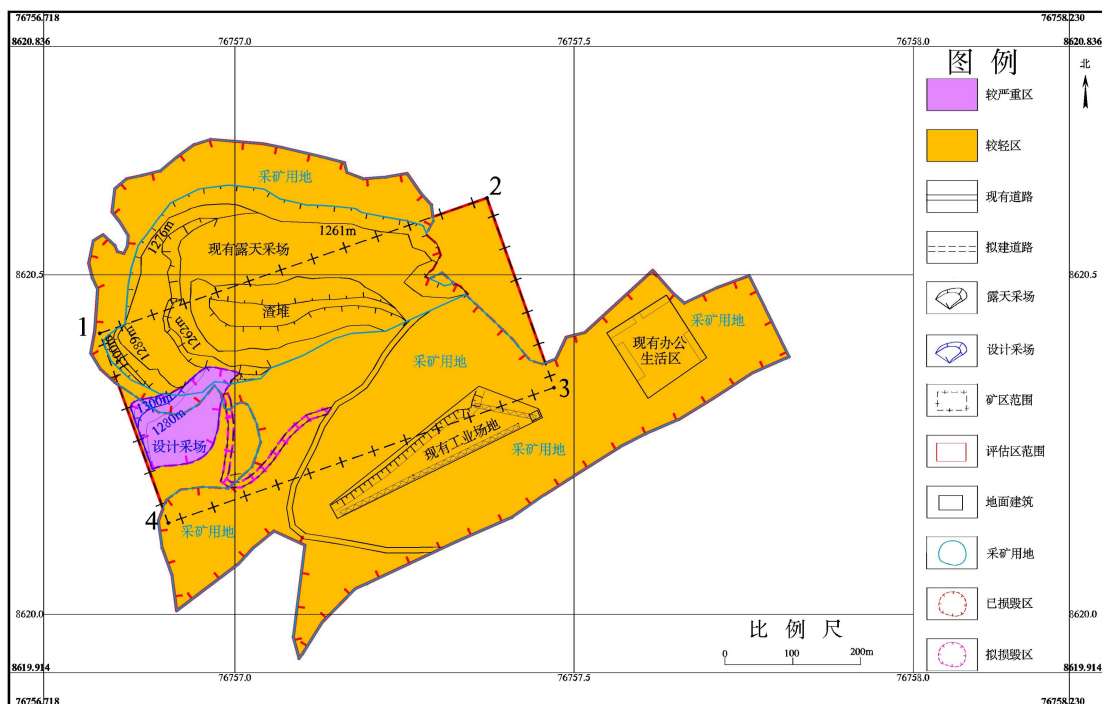 76756.718
76758.230
8620.836
76757.0
76757.5
76758.0
8620.836
图 例
北
较严重区
较轻区
现有道路
拟建道路
露天采场
设计采场
矿区范围
评估区范围
地面建筑
采矿用地
已损毁区
拟损毁区
采矿用地
2
1276m
1261m
现有露天采场
8620.5
8620.5
渣堆
1262m
1
1289m
1300m
采矿用地
现有办公
生活区
采矿用地
3
1300m
1280m
设计采场
现有工业场地
采矿用地
4
采矿用地
8620.0
8620.0
比 例 尺
0
100
200m
8619.914
76757.0
76757.5
76758.0
8619.914
76756.718
76758.230